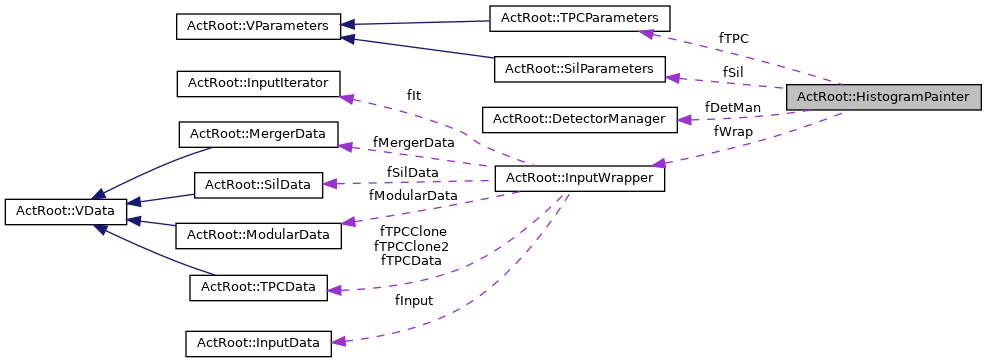 ActRoot::VParameters
ActRoot::TPCParameters
fTPC
ActRoot::SilParameters
fSil
ActRoot::InputIterator
fIt
ActRoot::HistogramPainter
fDetMan
ActRoot::DetectorManager
fWrap
ActRoot::MergerData
fMergerData
fSilData
ActRoot::InputWrapper
ActRoot::SilData
fModularData
ActRoot::VData
ActRoot::ModularData
fTPCClone
fTPCClone2
fTPCData
ActRoot::TPCData
fInput
ActRoot::InputData